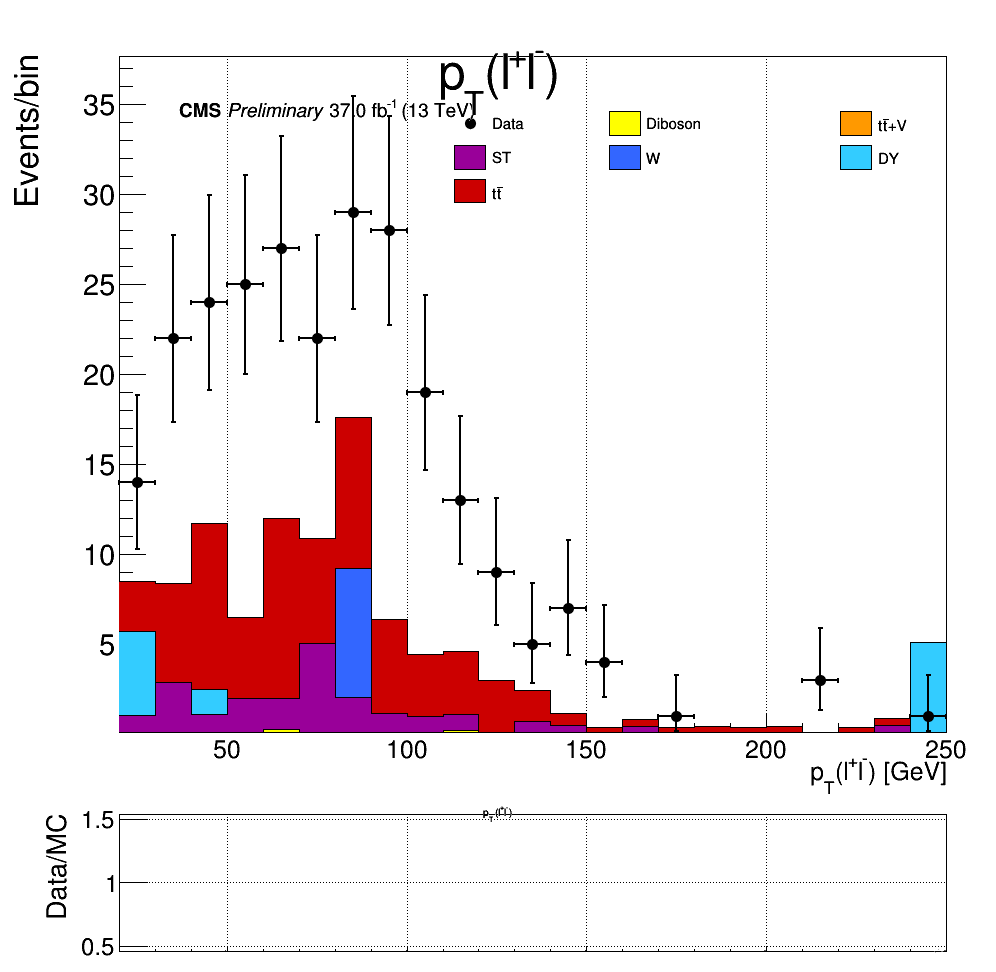 p_T(l⁺l⁻)
CMS Preliminary 37.0 fb⁻¹ (13 TeV)
Data
Diboson
tt̄+V
ST
W
DY
tt̄
Events/bin
35
30
25
20
15
10
5
50 100 150 200 250
p_T(l⁺l⁻) [GeV]
p_T(l⁺l⁻)
Data/MC
1.5
1
0.5